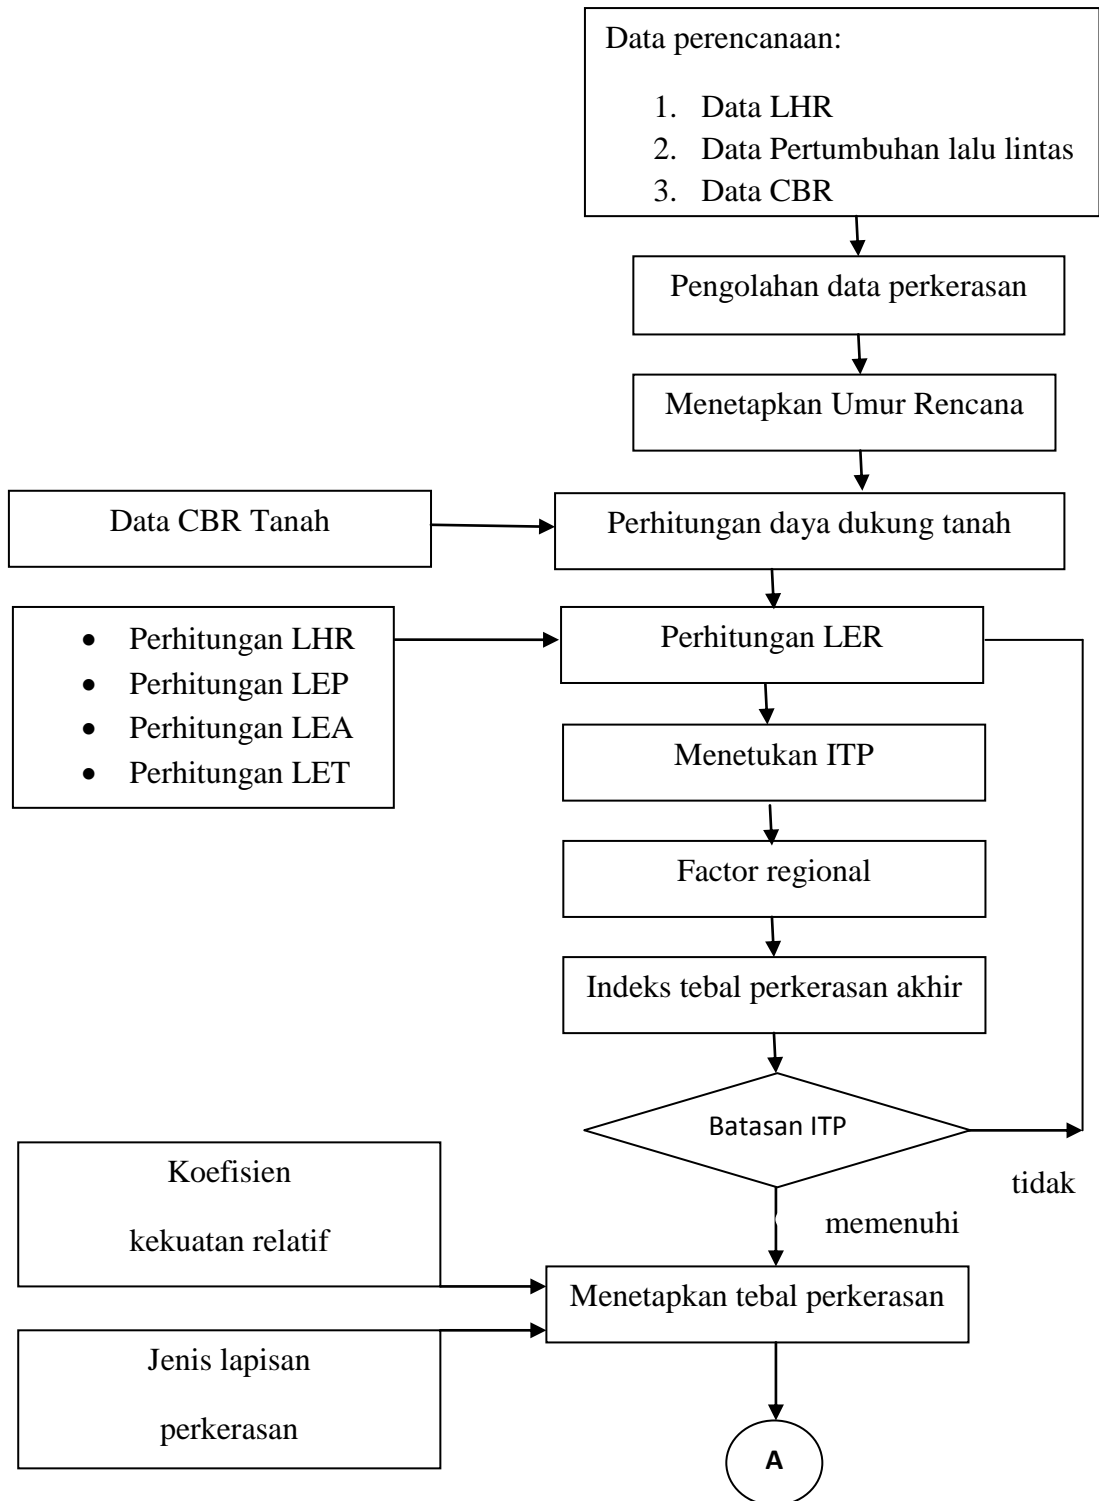 Data perencanaan:
1. Data LHR
2. Data Pertumbuhan lalu lintas
3. Data CBR
Pengolahan data perkerasan
Menetapkan Umur Rencana
Data CBR Tanah
Perhitungan daya dukung tanah
• Perhitungan LHR
• Perhitungan LEP
• Perhitungan LEA
• Perhitungan LET
Perhitungan LER
Menetukan ITP
Factor regional
Indeks tebal perkerasan akhir
Batasan ITP
tidak
memenuhi
Koefisien
kekuatan relatif
Menetapkan tebal perkerasan
Jenis lapisan
perkerasan
A